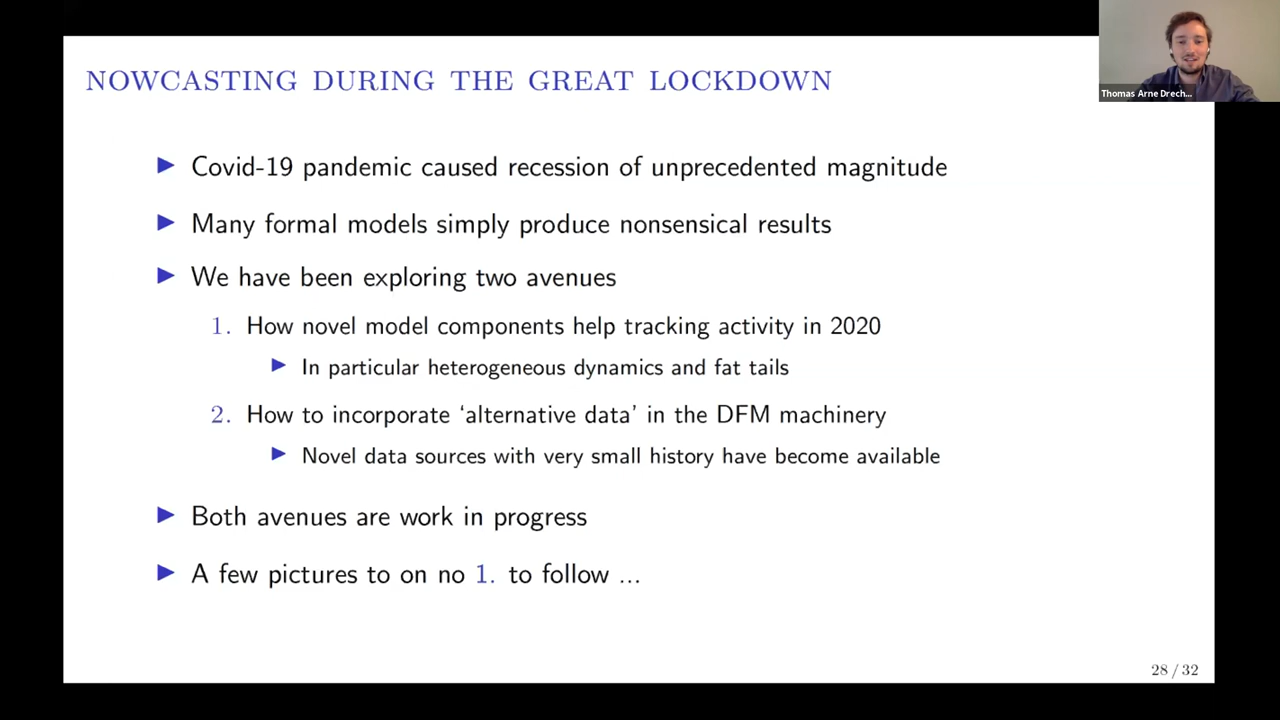 NOWCASTING DURING THE GREAT LOCKDOWN
Thomas Arne Drech...
▶ Covid-19 pandemic caused recession of unprecedented magnitude
▶ Many formal models simply produce nonsensical results
▶ We have been exploring two avenues
1. How novel model components help tracking activity in 2020
▶ In particular heterogeneous dynamics and fat tails
2. How to incorporate ‘alternative data’ in the DFM machinery
▶ Novel data sources with very small history have become available
▶ Both avenues are work in progress
▶ A few pictures to on no 1. to follow ...
28 / 32